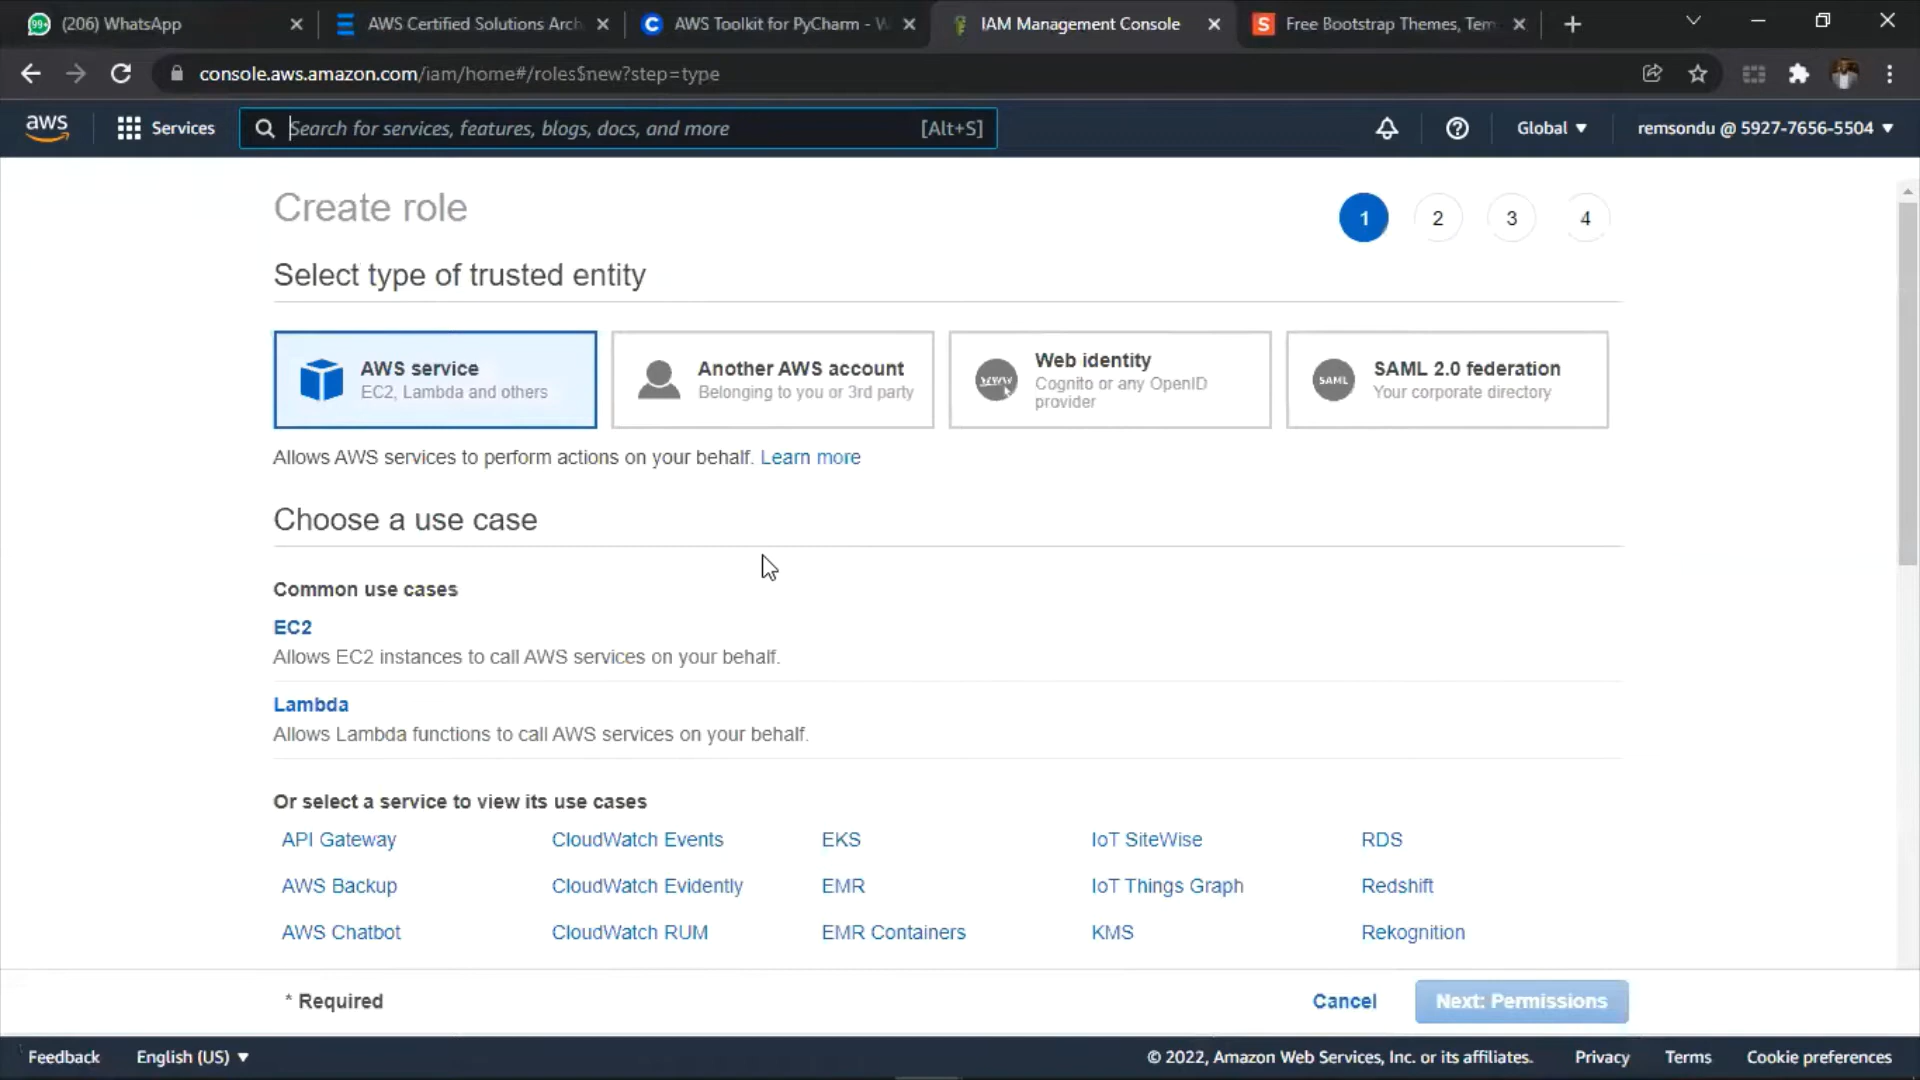 99+ (206) WhatsApp
AWS Certified Solutions Arch
AWS Toolkit for PyCharm - W
IAM Management Console
S Free Bootstrap Themes, Tem
console.aws.amazon.com/iam/home#/roles$new?step=type
aws
Services
Search for services, features, blogs, docs, and more [Alt+S]
Global
remsondu @ 5927-7656-5504
Create role
1 2 3 4
Select type of trusted entity
AWS service
EC2, Lambda and others
Another AWS account
Belonging to you or 3rd party
www
Web identity
Cognito or any OpenID
provider
SAML
SAML 2.0 federation
Your corporate directory
Allows AWS services to perform actions on your behalf. Learn more
Choose a use case
Common use cases
EC2
Allows EC2 instances to call AWS services on your behalf.
Lambda
Allows Lambda functions to call AWS services on your behalf.
Or select a service to view its use cases
API Gateway CloudWatch Events EKS IoT SiteWise RDS
AWS Backup CloudWatch Evidently EMR IoT Things Graph Redshift
AWS Chatbot CloudWatch RUM EMR Containers KMS Rekognition
* Required
Cancel
Next: Permissions
Feedback English (US) © 2022, Amazon Web Services, Inc. or its affiliates. Privacy Terms Cookie preferences